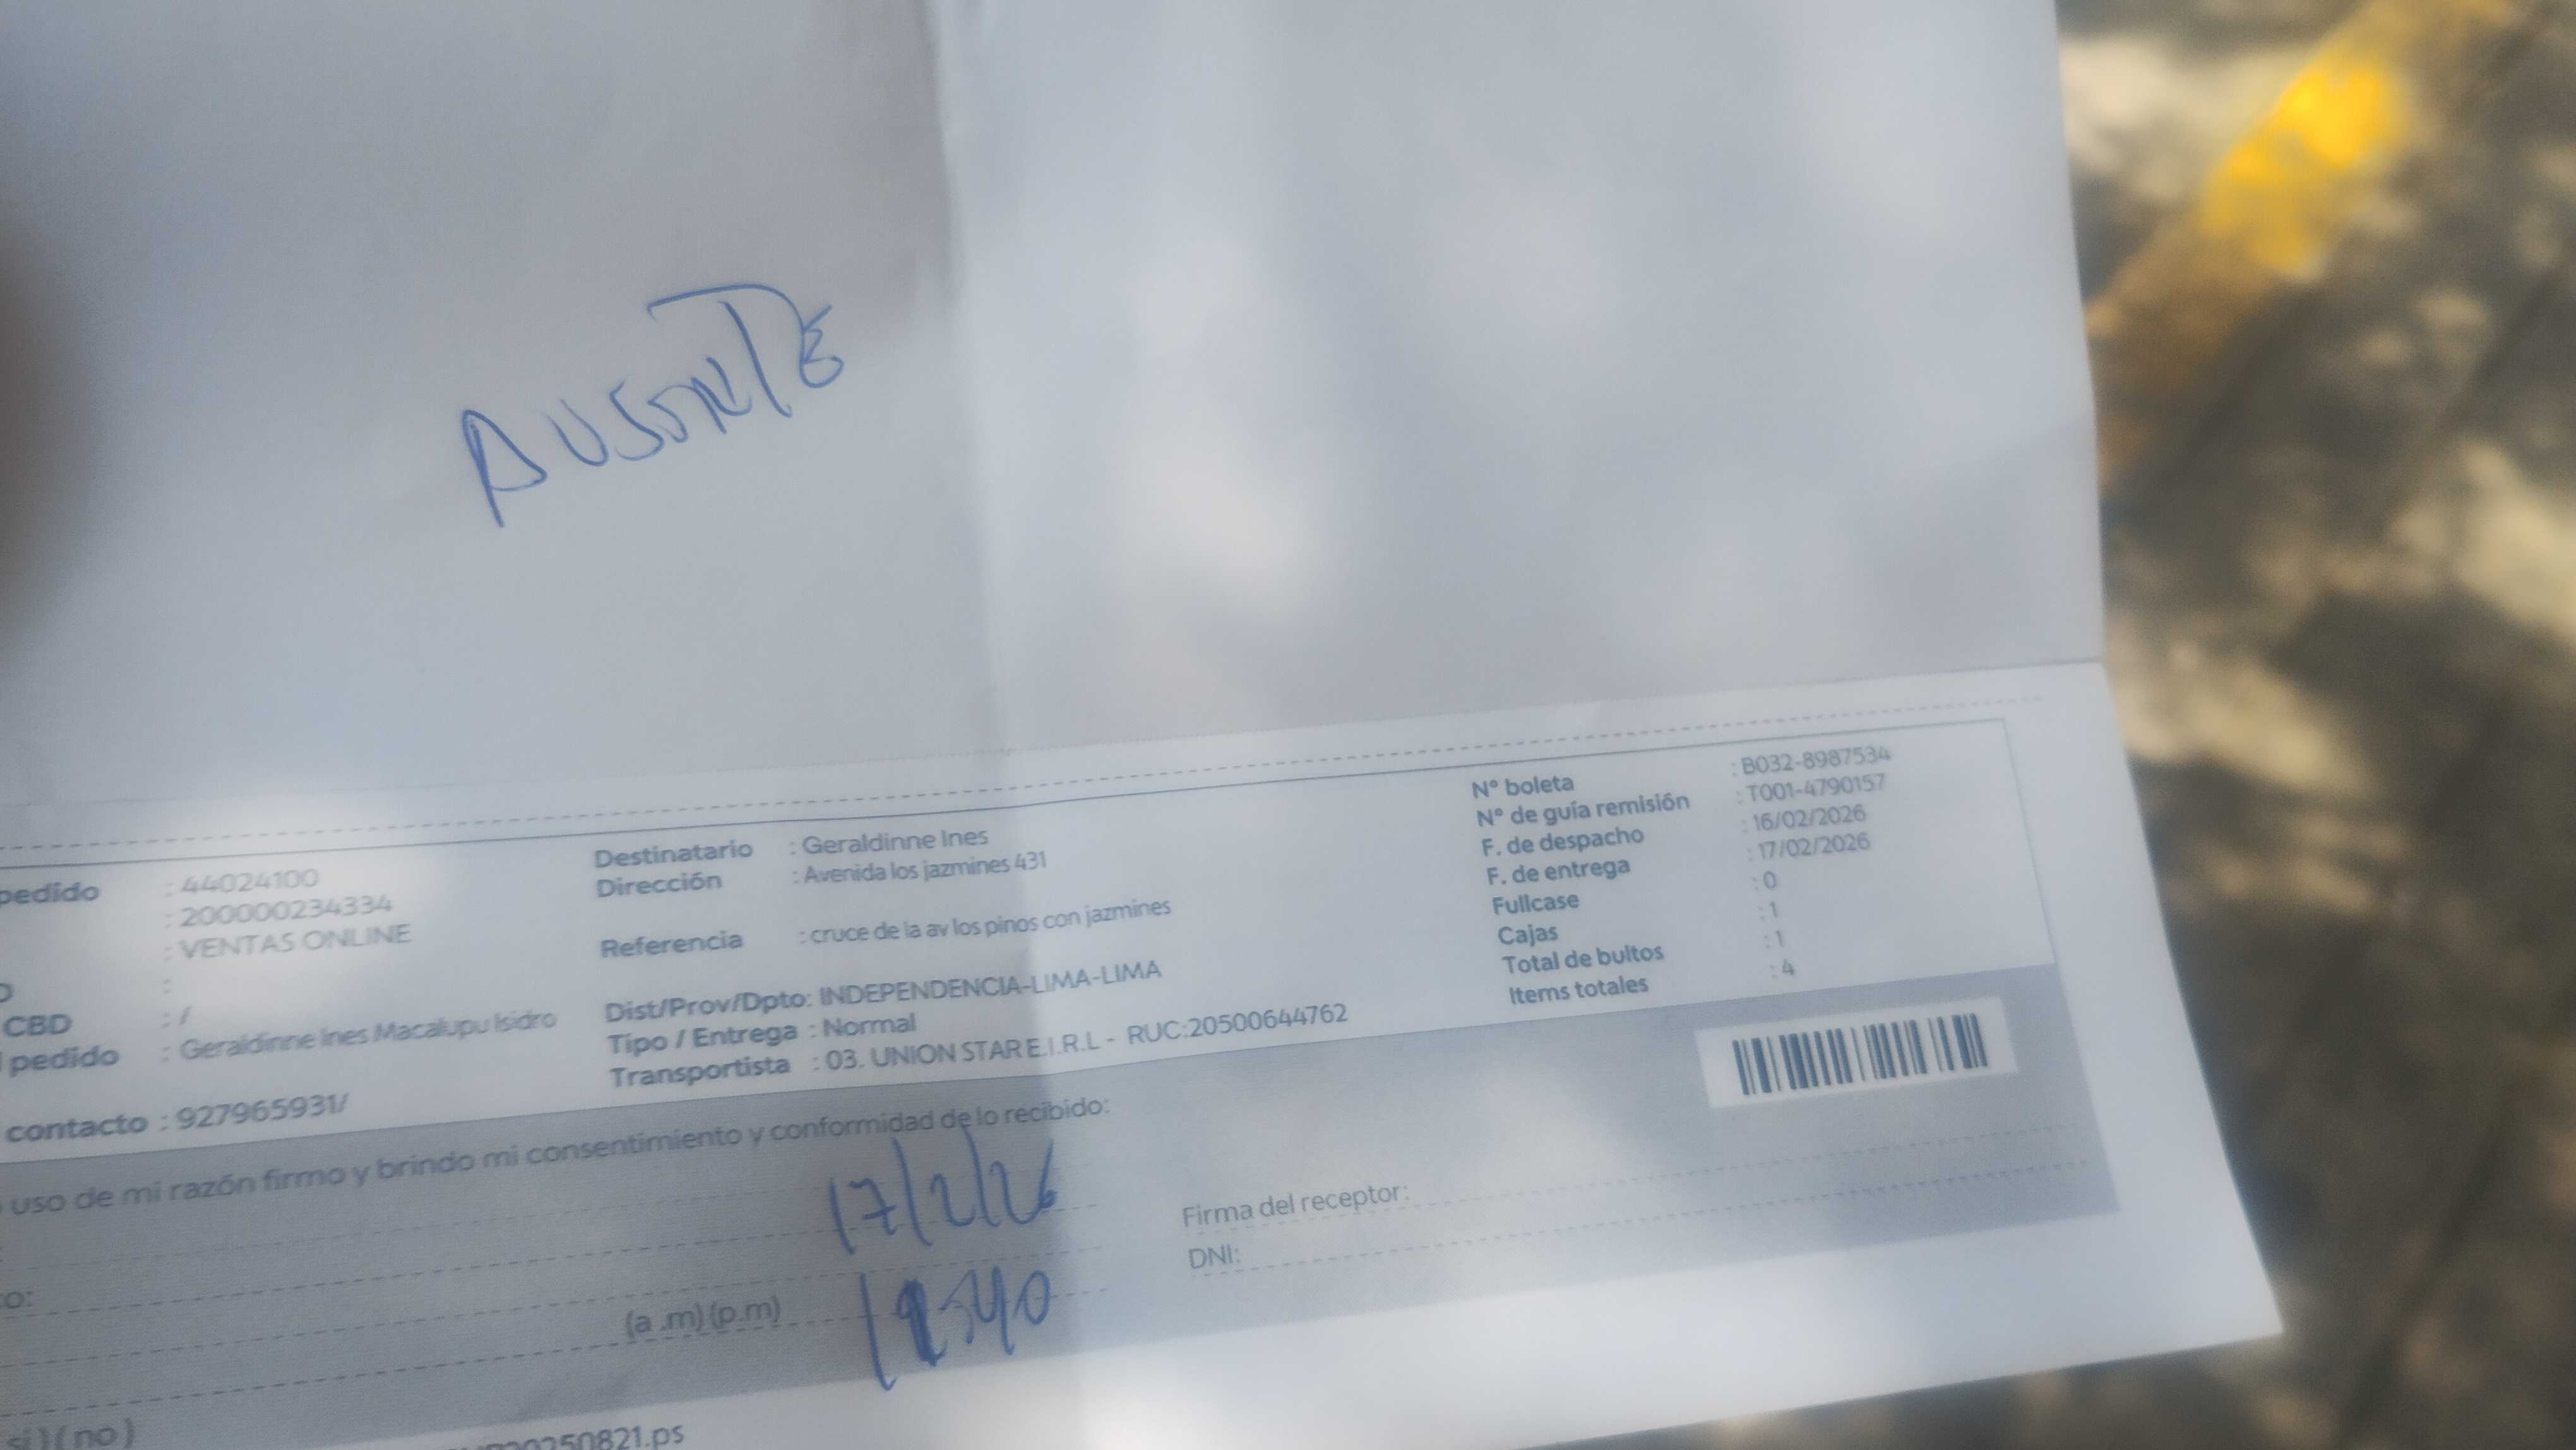 AUSENTE
pedido : 44024100
: 200000234334
: VENTAS ONLINE
:
CBD : /
pedido : Geraldinne Ines Macalupu Isidro
contacto : 927965931/
Destinatario : Geraldinne Ines
Dirección : Avenida los jazmines 431
Referencia : cruce de la av los pinos con jazmines
Dist/Prov/Dpto: INDEPENDENCIA-LIMA-LIMA
Tipo / Entrega : Normal
Transportista : 03. UNION STAR E.I.R.L - RUC:20500644762
Nº boleta : B032-8987534
Nº de guía remisión : T001-4790157
F. de despacho : 16/02/2026
F. de entrega : 17/02/2026
Fullcase : 0
Cajas : 1
Total de bultos : 1
Items totales : 4
uso de mi razón firmo y brindo mi consentimiento y conformidad de lo recibido:
17/2/26
Firma del receptor:
DNI:
(a .m) (p.m)
si ) ( no )
0250821.ps